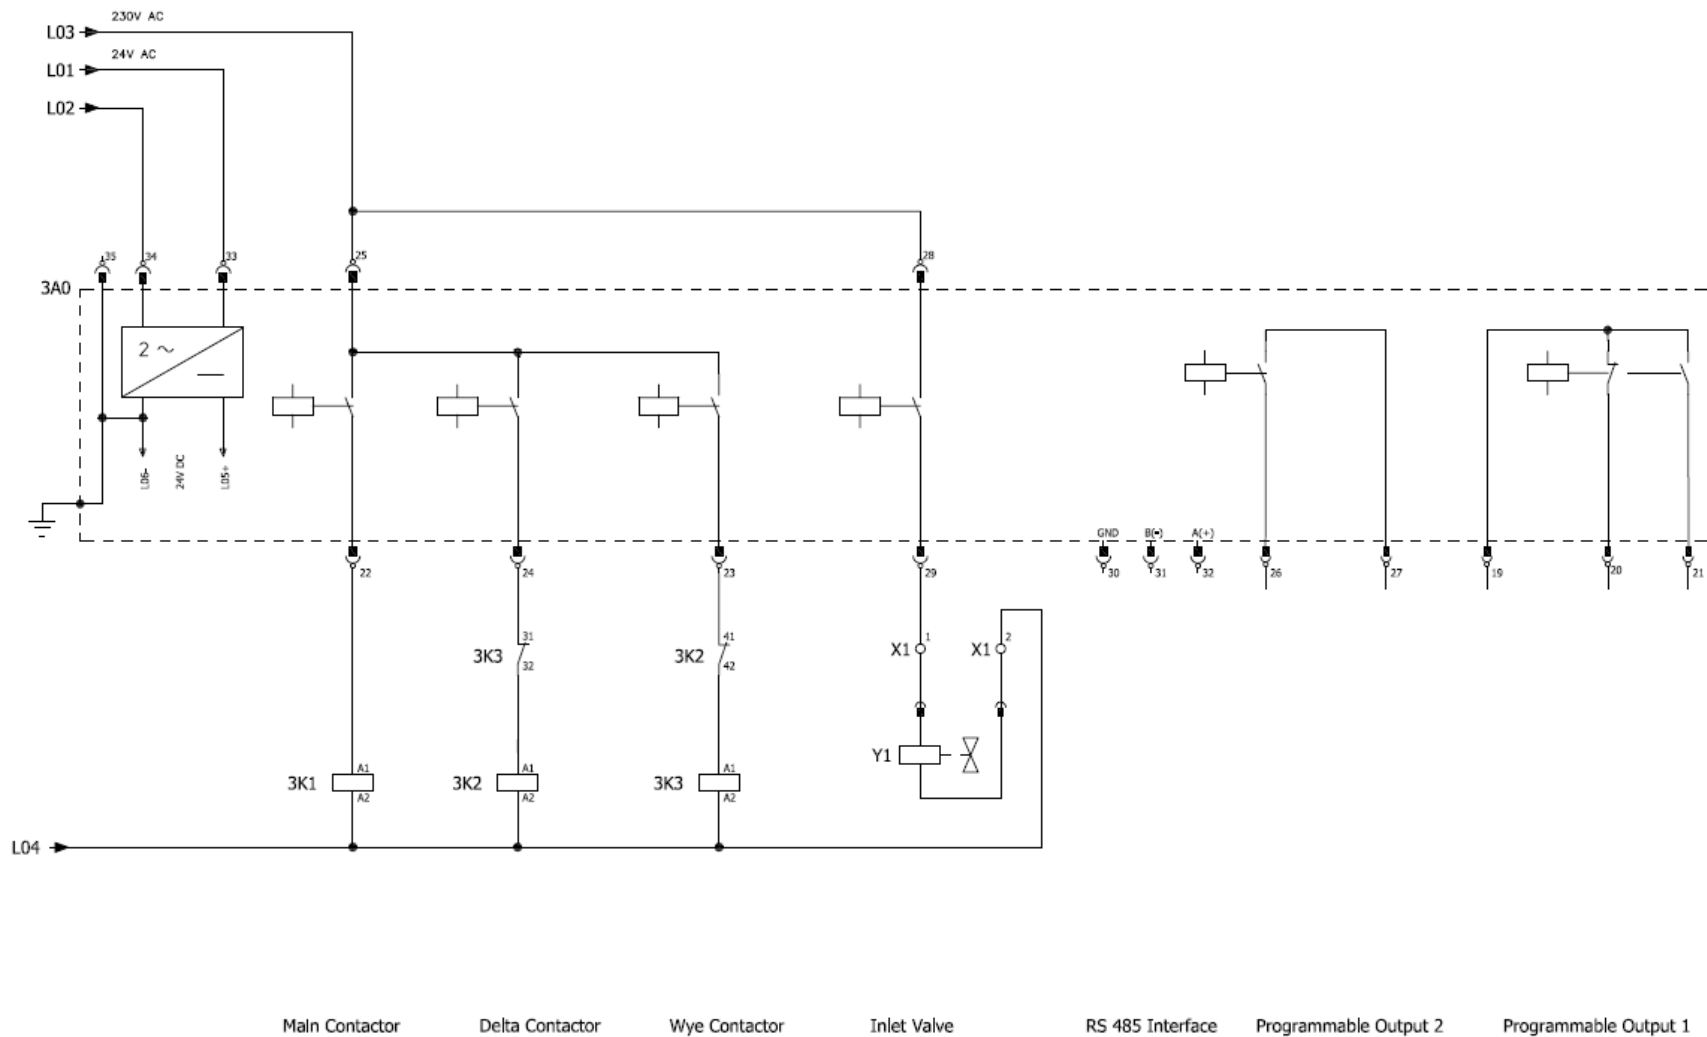 230V AC
L03
24V AC
L01
L02
35
34
33
25
28
3A0
2 ~
L06-
24V DC
L05+
GND
B(-)
A(+)
22
24
23
29
30
31
32
26
27
19
20
21
31
3K3
32
41
3K2
42
X1
1
X1
2
Y1
3K1
A1
A2
3K2
A1
A2
3K3
A1
A2
L04
Main Contactor
Delta Contactor
Wye Contactor
Inlet Valve
RS 485 Interface
Programmable Output 2
Programmable Output 1